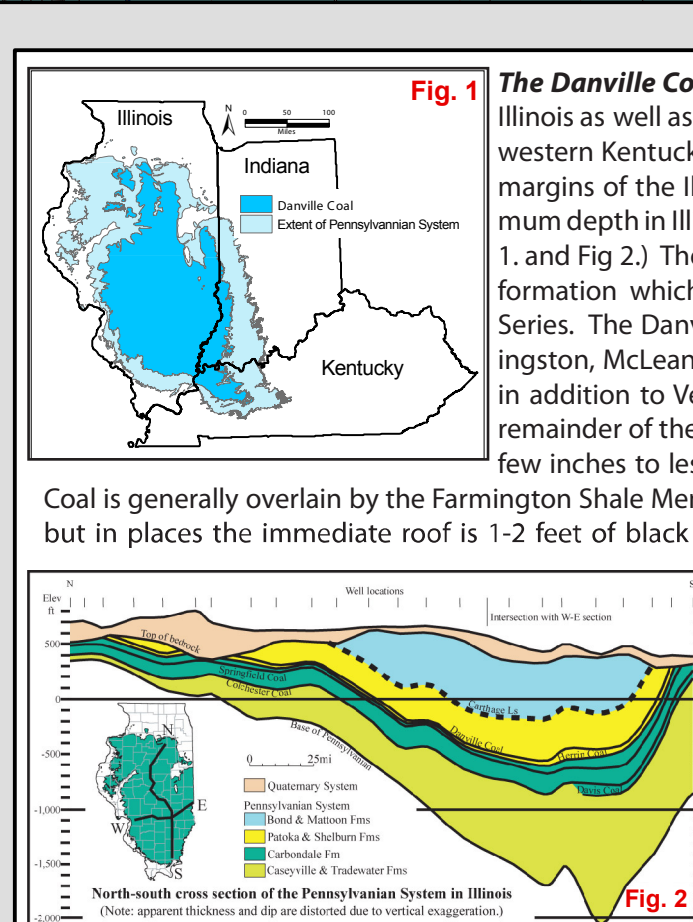 Fig. 1
Illinois
N
0 50 100
Miles
Indiana
Danville Coal
Extent of Pennsylvannian System
Kentucky
The Danville Co
Illinois as well as
western Kentuck
margins of the Il
mum depth in Ill
1. and Fig 2.) The
formation which
Series. The Danv
ingston, McLean
in addition to Ve
remainder of the
few inches to les
Coal is generally overlain by the Farmington Shale Mer
but in places the immediate roof is 1-2 feet of black
N
S
Elev
ft
Well locations
Intersection with W-E section
500
0
-500
-1,000
-1,500
-2,000
Top of bedrock
Springfield Coal
Colchester Coal
Base of Pennsylvanian
Carthage Ls
Danville Coal
Herrin Coal
Davis Coal
N
W
E
S
0 25mi
Quaternary System
Pennsylvanian System
Bond & Mattoon Fms
Patoka & Shelburn Fms
Carbondale Fm
Caseyville & Tradewater Fms
North-south cross section of the Pennsylvanian System in Illinois
(Note: apparent thickness and dip are distorted due to vertical exaggeration.)
Fig. 2